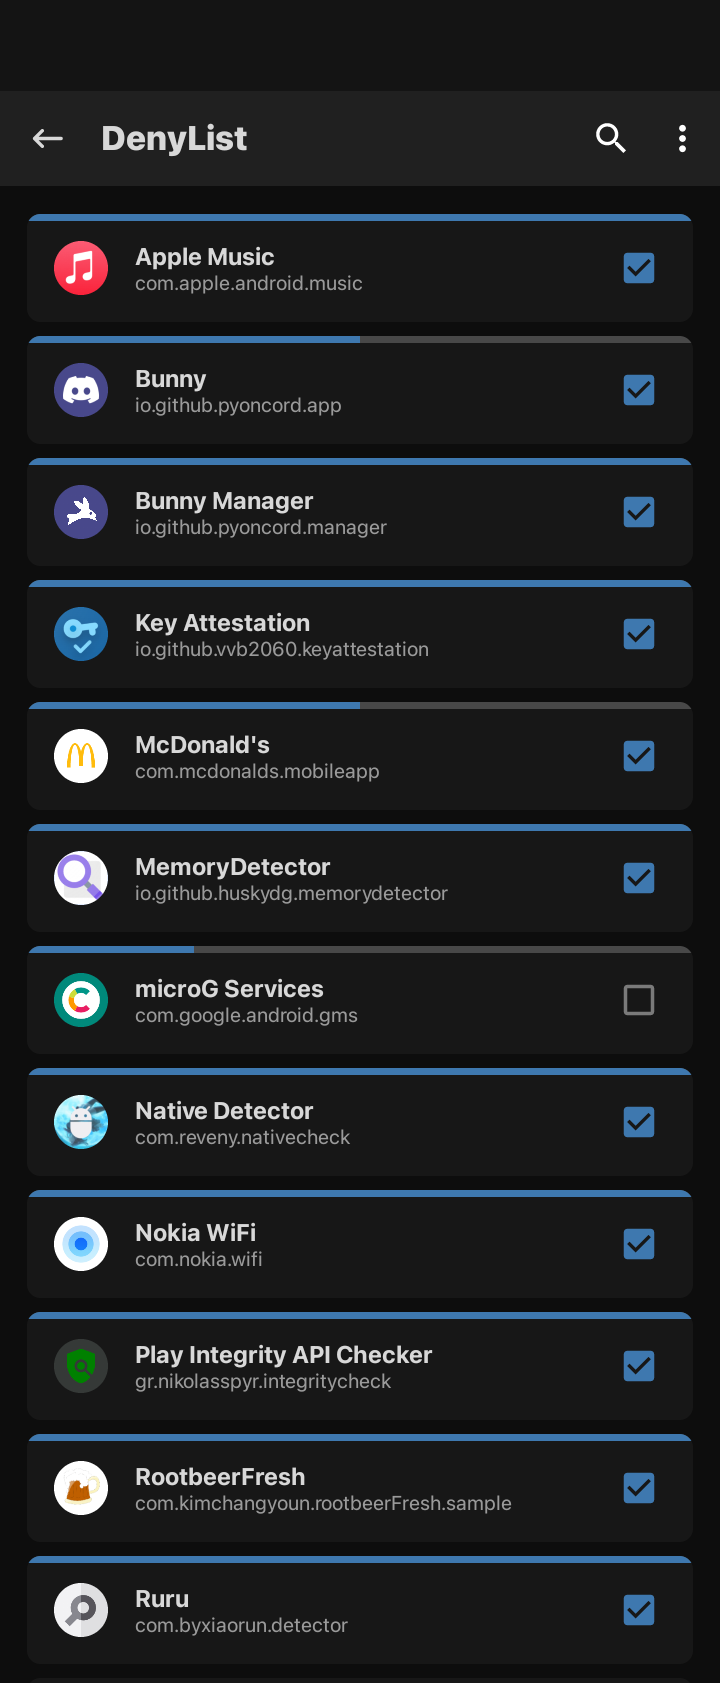 DenyList
Apple Music
com.apple.android.music
Bunny
io.github.pyoncord.app
Bunny Manager
io.github.pyoncord.manager
Key Attestation
io.github.vvb2060.keyattestation
McDonald's
com.mcdonalds.mobileapp
MemoryDetector
io.github.huskydg.memorydetector
microG Services
com.google.android.gms
Native Detector
com.reveny.nativecheck
Nokia WiFi
com.nokia.wifi
Play Integrity API Checker
gr.nikolasspyr.integritycheck
RootbeerFresh
com.kimchangyoun.rootbeerFresh.sample
Ruru
com.byxiaorun.detector